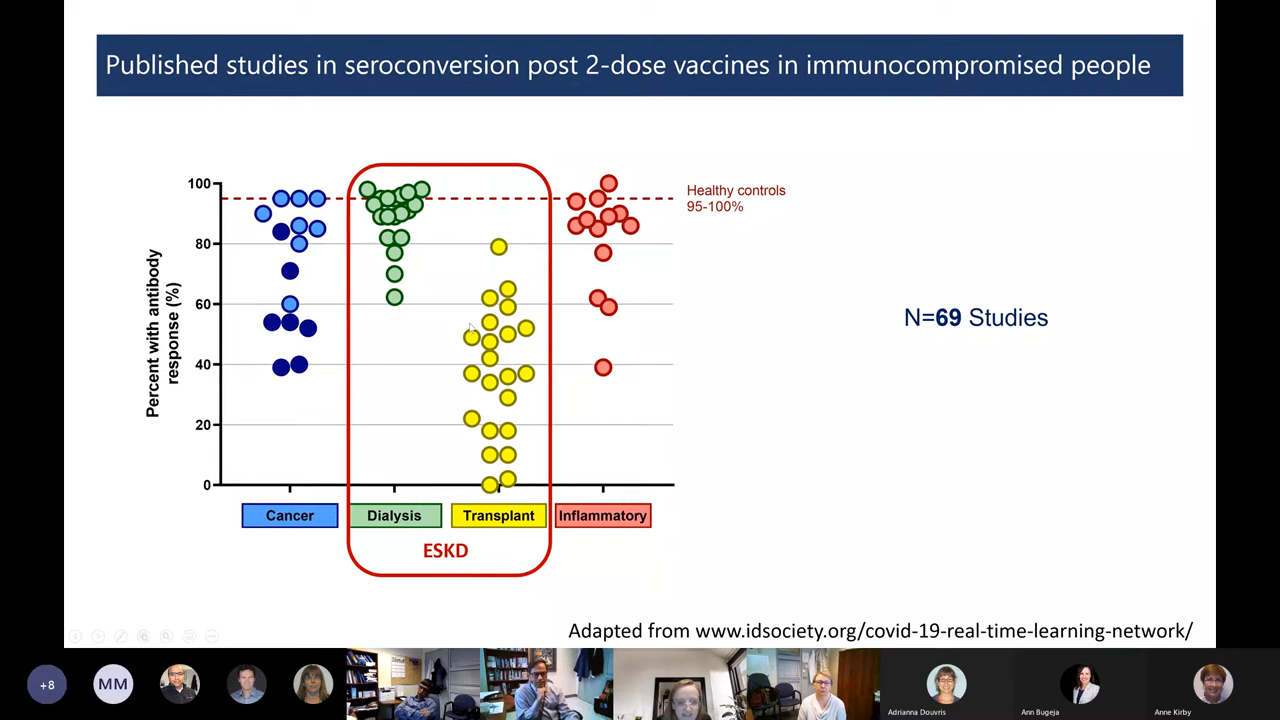 Published studies in seroconversion post 2-dose vaccines in immunocompromised people
100
80
60
40
20
0
Percent with antibody
response (%)
Healthy controls
95-100%
N=69 Studies
Cancer
Dialysis
Transplant
Inflammatory
ESKD
Adapted from www.idsociety.org/covid-19-real-time-learning-network/
+8
MM
Adrianna Douvris
Ann Bugeja
Anne Kirby